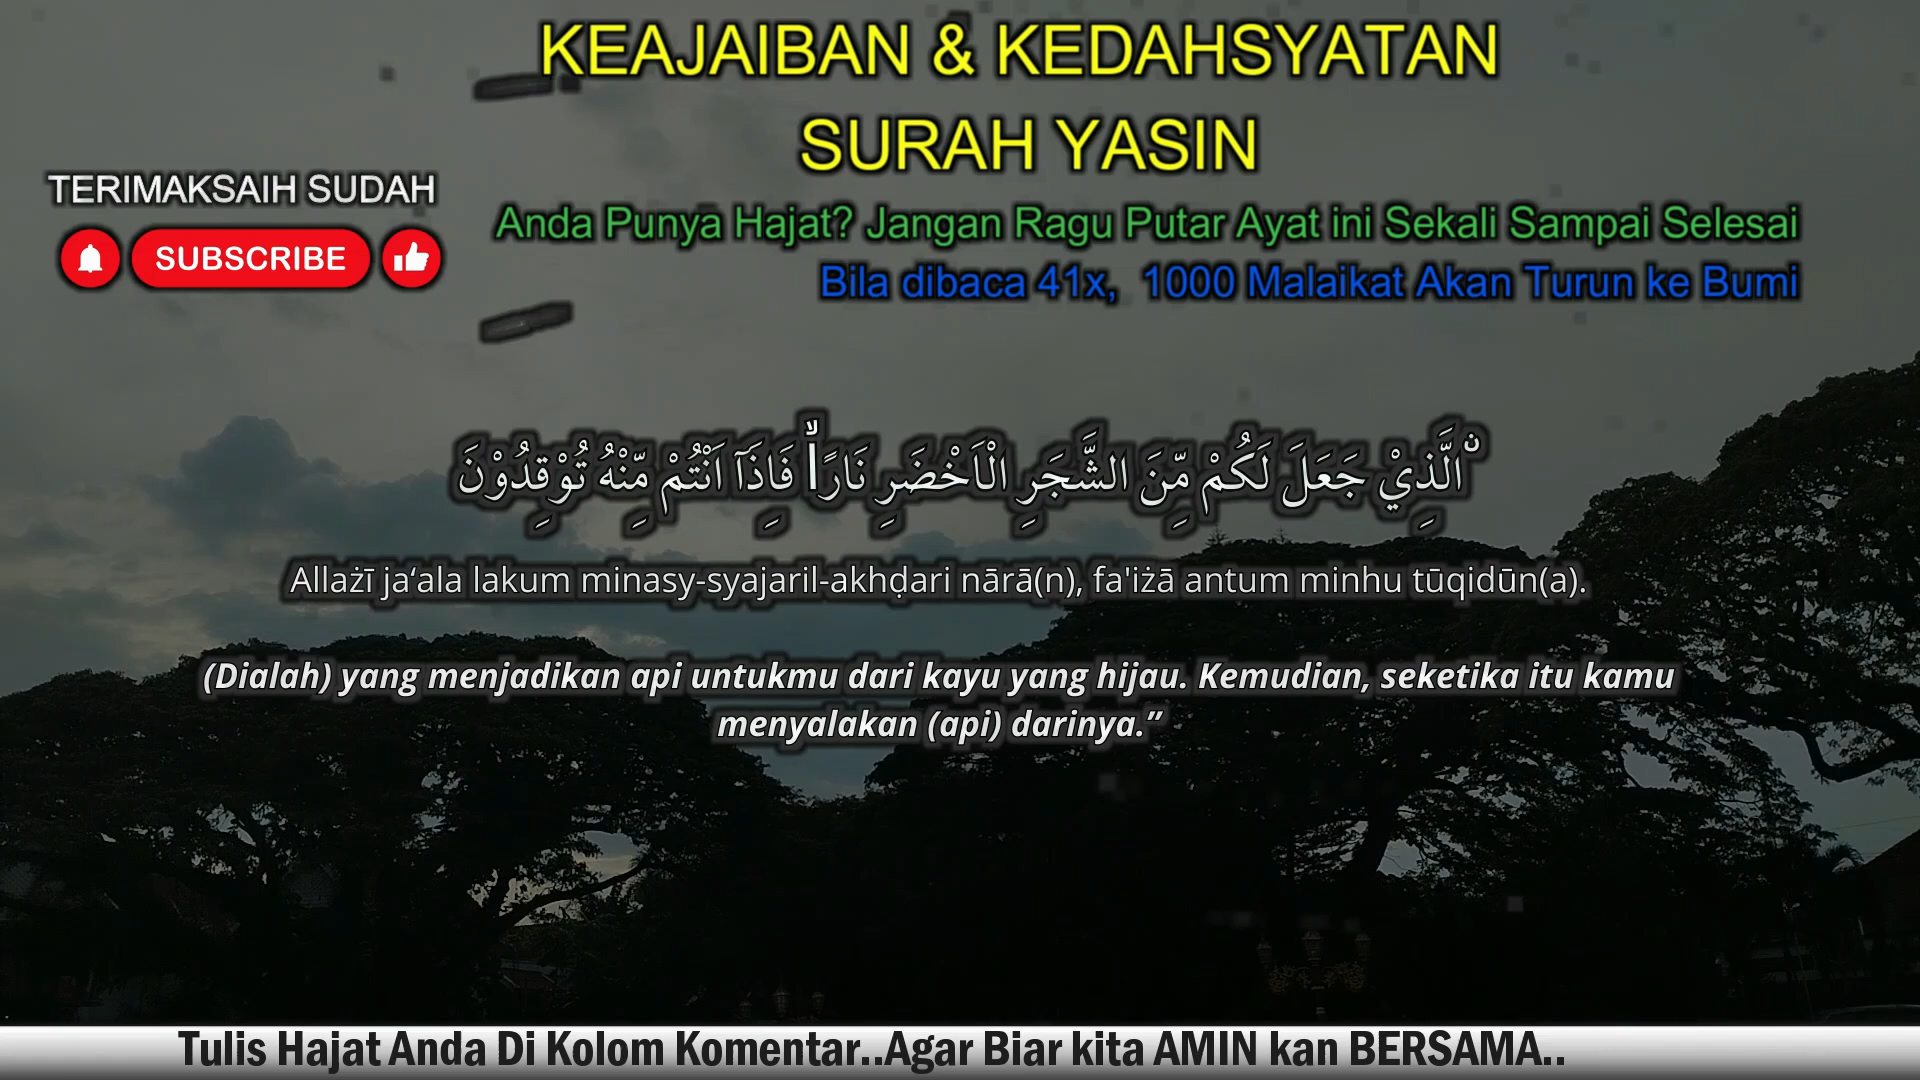 KEAJAIBAN & KEDAHSYATAN
SURAH YASIN
TERIMAKSAIH SUDAH
SUBSCRIBE
Anda Punya Hajat? Jangan Ragu Putar Ayat ini Sekali Sampai Selesai
Bila dibaca 41x, 1000 Malaikat Akan Turun ke Bumi
ۨالَّذِيْ جَعَلَ لَكُمْ مِّنَ الشَّجَرِ الْاَخْضَرِ نَارًاۙ فَاِذَآ اَنْتُمْ مِّنْهُ تُوْقِدُوْنَ
Allażī ja‘ala lakum minasy-syajaril-akhḍari nārā(n), fa'iżā antum minhu tūqidūn(a).
(Dialah) yang menjadikan api untukmu dari kayu yang hijau. Kemudian, seketika itu kamu
menyalakan (api) darinya.”
Tulis Hajat Anda Di Kolom Komentar..Agar Biar kita AMIN kan BERSAMA..